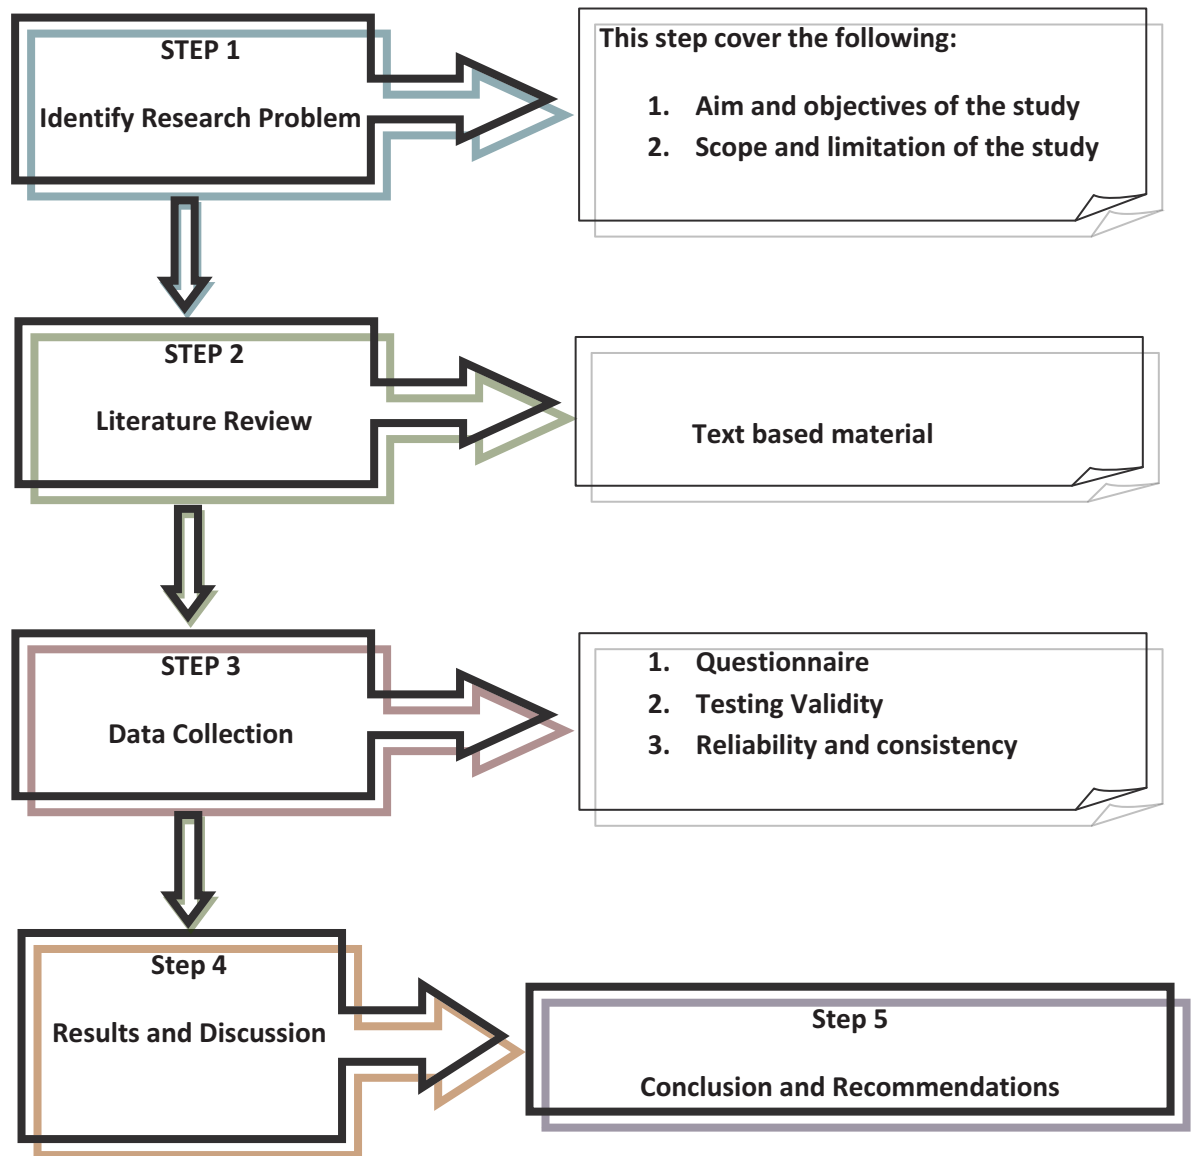 STEP 1
Identify Research Problem
This step cover the following:
1. Aim and objectives of the study
2. Scope and limitation of the study
STEP 2
Literature Review
Text based material
STEP 3
Data Collection
1. Questionnaire
2. Testing Validity
3. Reliability and consistency
Step 4
Results and Discussion
Step 5
Conclusion and Recommendations